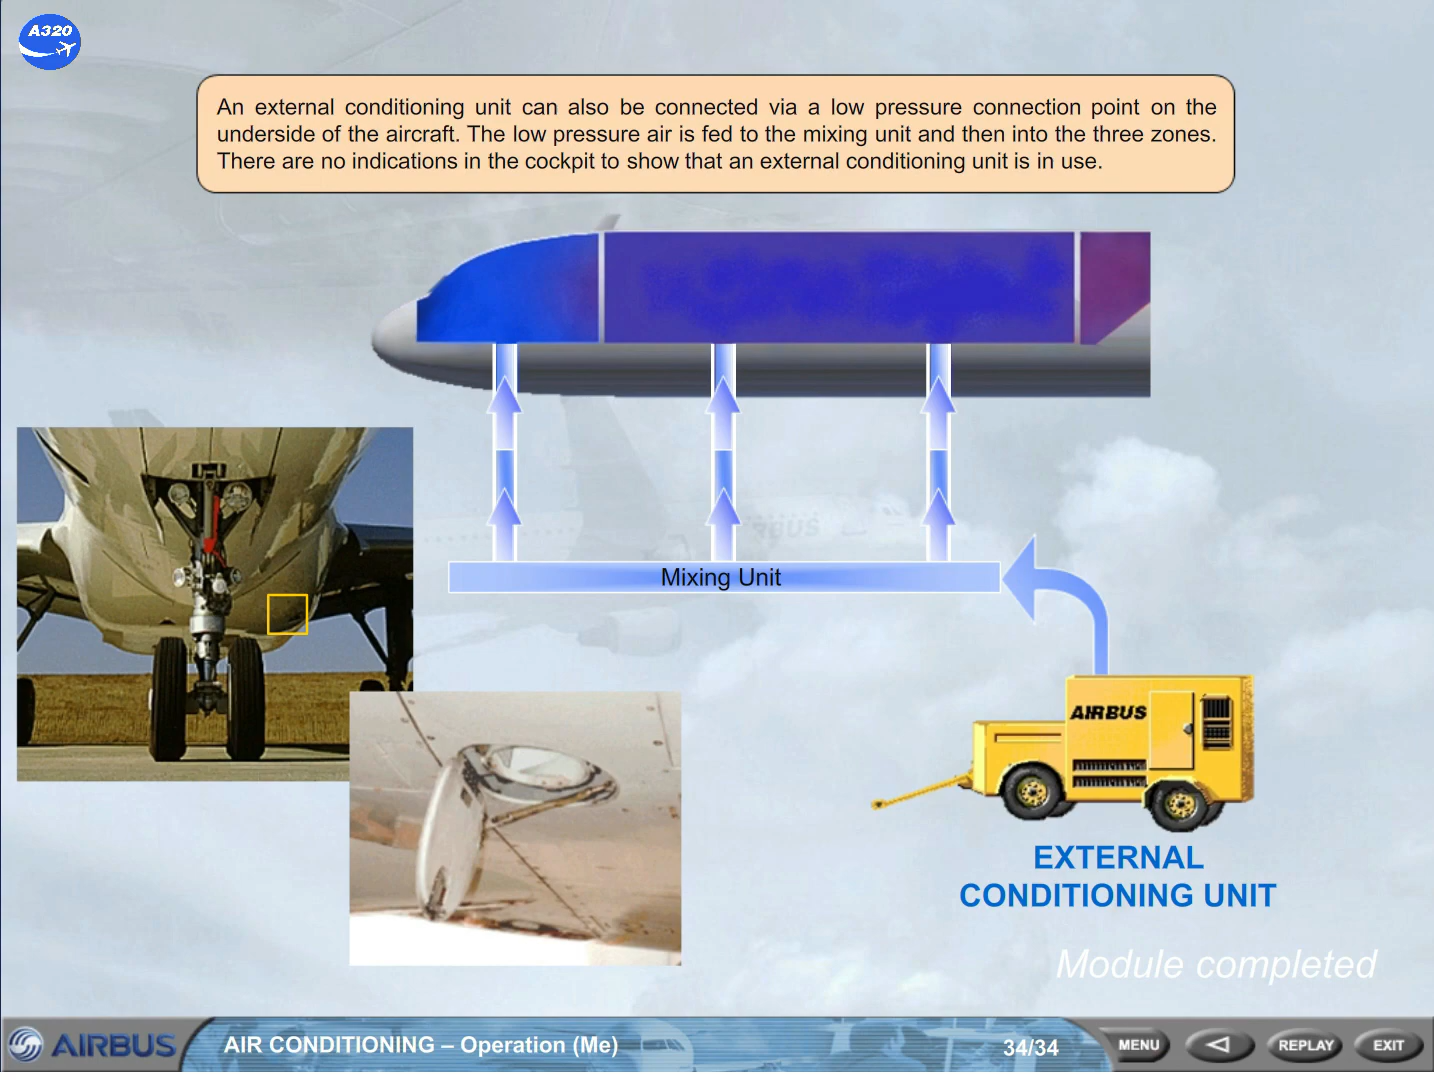 A320
An external conditioning unit can also be connected via a low pressure connection point on the
underside of the aircraft. The low pressure air is fed to the mixing unit and then into the three zones.
There are no indications in the cockpit to show that an external conditioning unit is in use.
Mixing Unit
AIRBUS
EXTERNAL
CONDITIONING UNIT
Module completed
AIRBUS
AIR CONDITIONING – Operation (Me)
34/34
MENU
REPLAY
EXIT